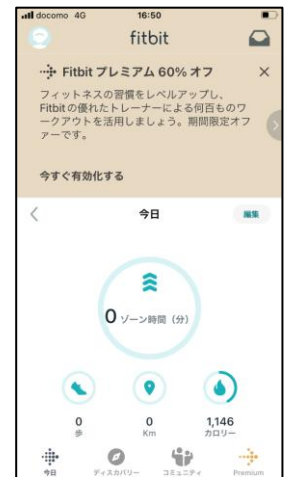 docomo 4G 16:50
fitbit
Fitbit プレミアム 60% オフ
フィットネスの習慣をレベルアップし、
Fitbit の優れたトレーナーによる何百ものワ
ークアウトを活用しましょう。期間限定オフ
ァーです。
今すぐ有効化する
今日 編集
0 ゾーン時間（分）
0 0 1,146
歩 Km カロリー
今日 ディスカバリー コミュニティ Premium